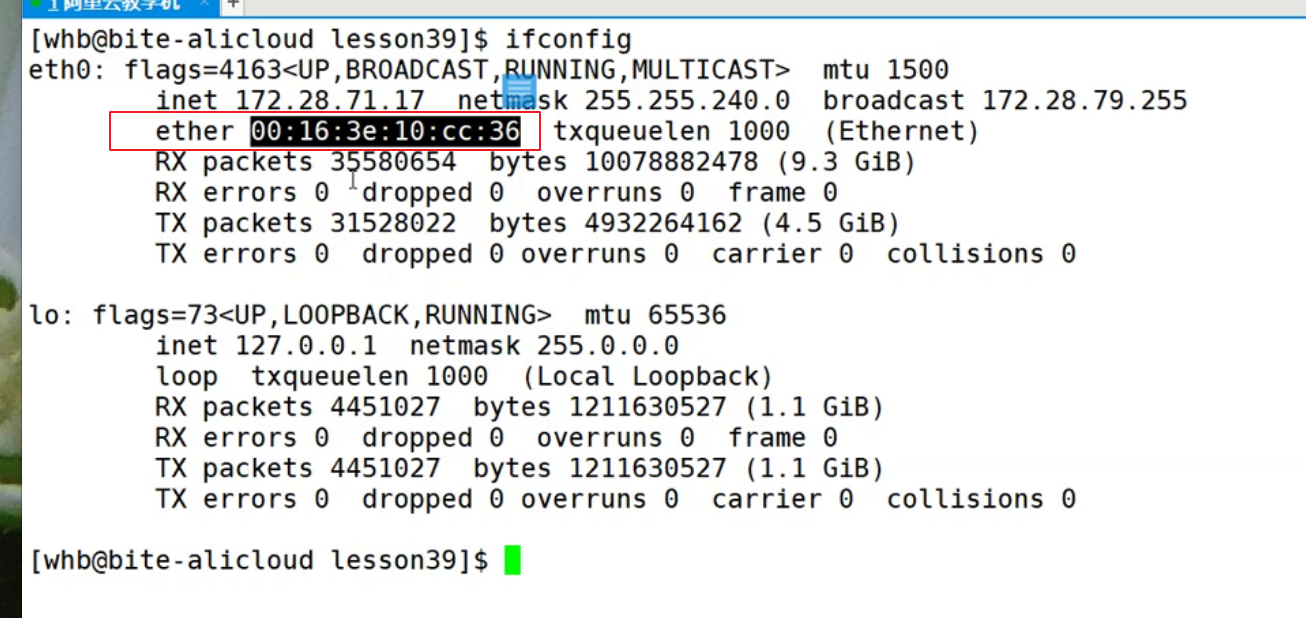 1 阿里云教学机 × +
[whb@bite-alicloud lesson39]$ ifconfig
eth0: flags=4163<UP,BROADCAST,RUNNING,MULTICAST>  mtu 1500
        inet 172.28.71.17  netmask 255.255.240.0  broadcast 172.28.79.255
        ether 00:16:3e:10:cc:36  txqueuelen 1000  (Ethernet)
        RX packets 35580654  bytes 10078882478 (9.3 GiB)
        RX errors 0  dropped 0  overruns 0  frame 0
        TX packets 31528022  bytes 4932264162 (4.5 GiB)
        TX errors 0  dropped 0 overruns 0  carrier 0  collisions 0
lo: flags=73<UP,LOOPBACK,RUNNING>  mtu 65536
        inet 127.0.0.1  netmask 255.0.0.0
        loop  txqueuelen 1000  (Local Loopback)
        RX packets 4451027  bytes 1211630527 (1.1 GiB)
        RX errors 0  dropped 0  overruns 0  frame 0
        TX packets 4451027  bytes 1211630527 (1.1 GiB)
        TX errors 0  dropped 0 overruns 0  carrier 0  collisions 0
[whb@bite-alicloud lesson39]$